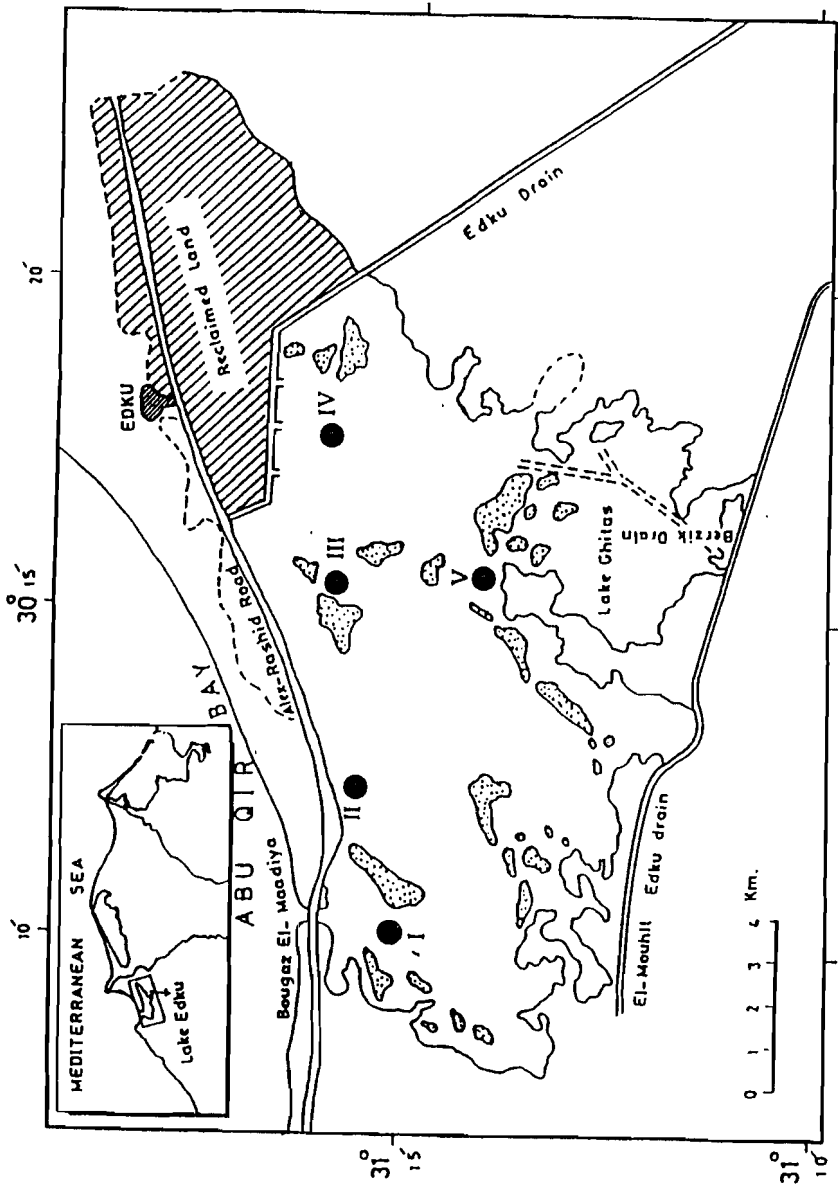 MEDITERRANEAN SEA
Lake Edku
10´
30° 15´
20´
ABU QIR BAY
Bougaz El-Maadiya
Alex-Rashid Road
EDKU
Reclaimed Land
Edku Drain
I
II
III
IV
V
Lake Ghitas
Berzik Drain
El-Mouhit Edku drain
0 1 2 3 4 Km.
31° 15´
31° 10´